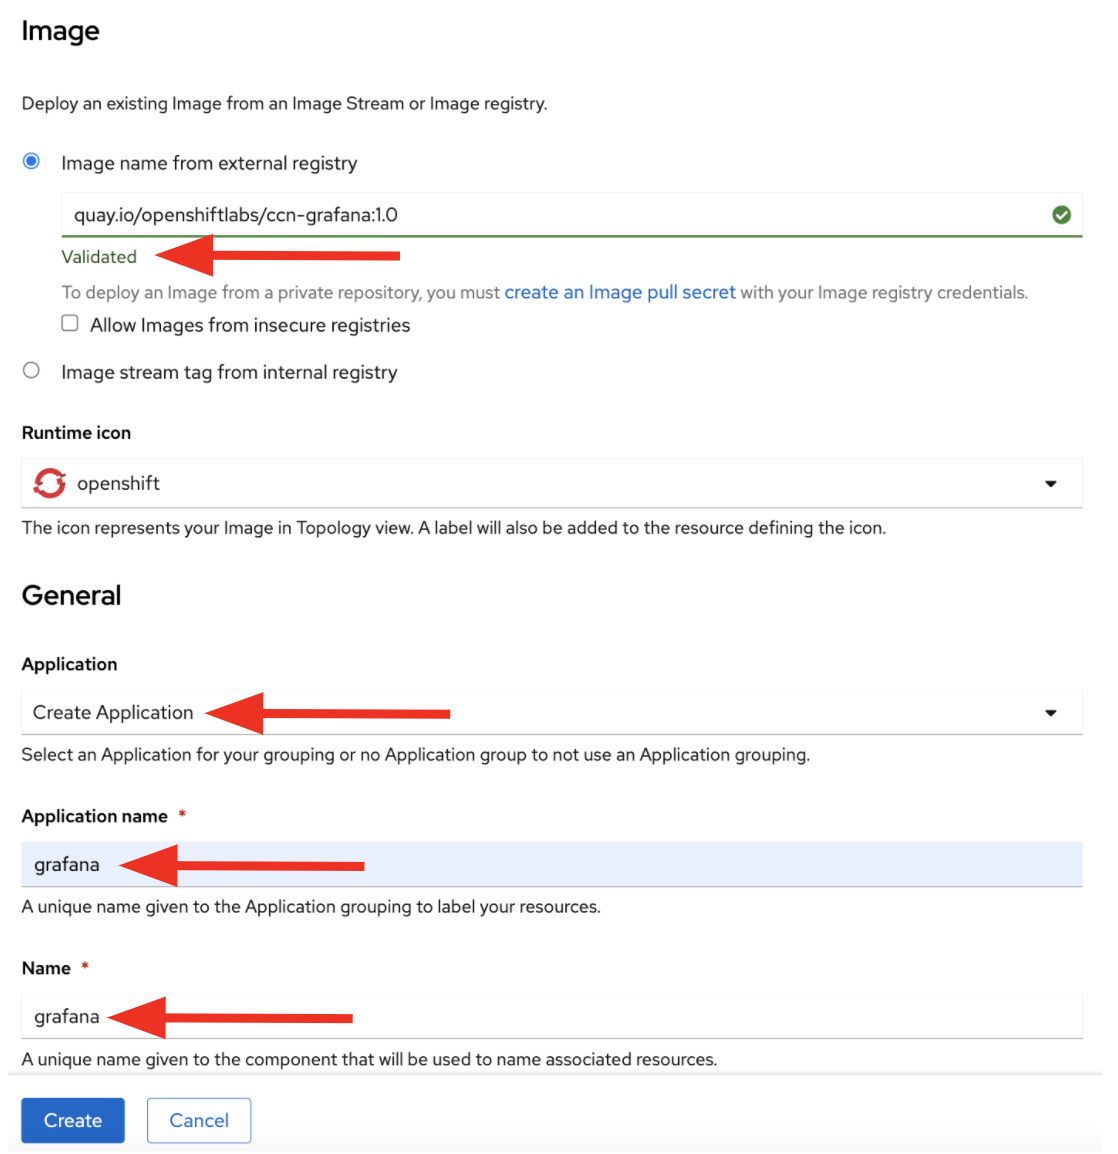 Image
Deploy an existing Image from an Image Stream or Image registry.
Image name from external registry
quay.io/openshiftlabs/ccn-grafana:1.0
Validated
To deploy an Image from a private repository, you must create an Image pull secret with your Image registry credentials.
Allow Images from insecure registries
Image stream tag from internal registry
Runtime icon
openshift
The icon represents your Image in Topology view. A label will also be added to the resource defining the icon.
General
Application
Create Application
Select an Application for your grouping or no Application group to not use an Application grouping.
Application name *
grafana
A unique name given to the Application grouping to label your resources.
Name *
grafana
A unique name given to the component that will be used to name associated resources.
Create Cancel